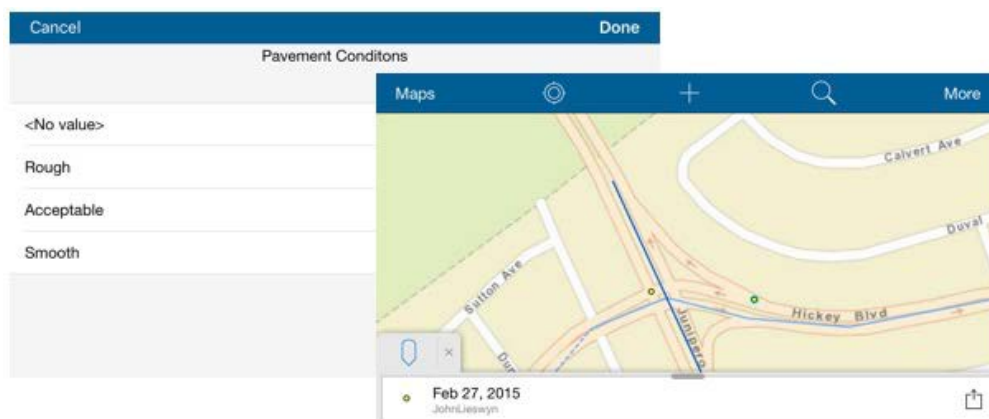 Cancel Done
Pavement Conditons
<No value>
Rough
Acceptable
Smooth
Maps More
Calvert Ave
Duval
Sutton Ave
Hickey Blvd
Junipero
Feb 27, 2015
JohnLieswyn